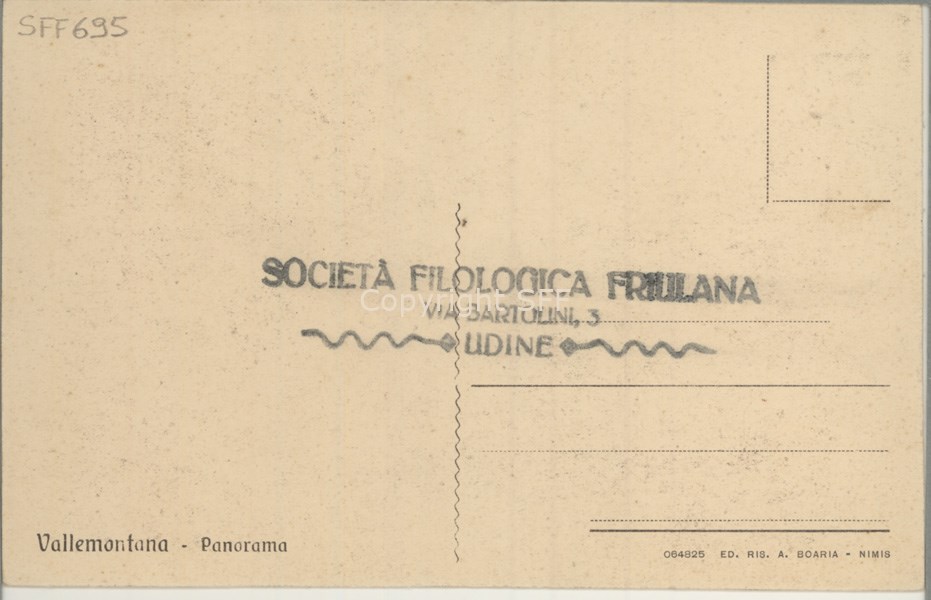 SFF695
SOCIETÀ FILOLOGICA FRIULANA
Copyright SFF
VIA BARTOLINI, 3
UDINE
Vallemontana - Panorama
064825 ED. RIS. A. BOARIA - NIMIS